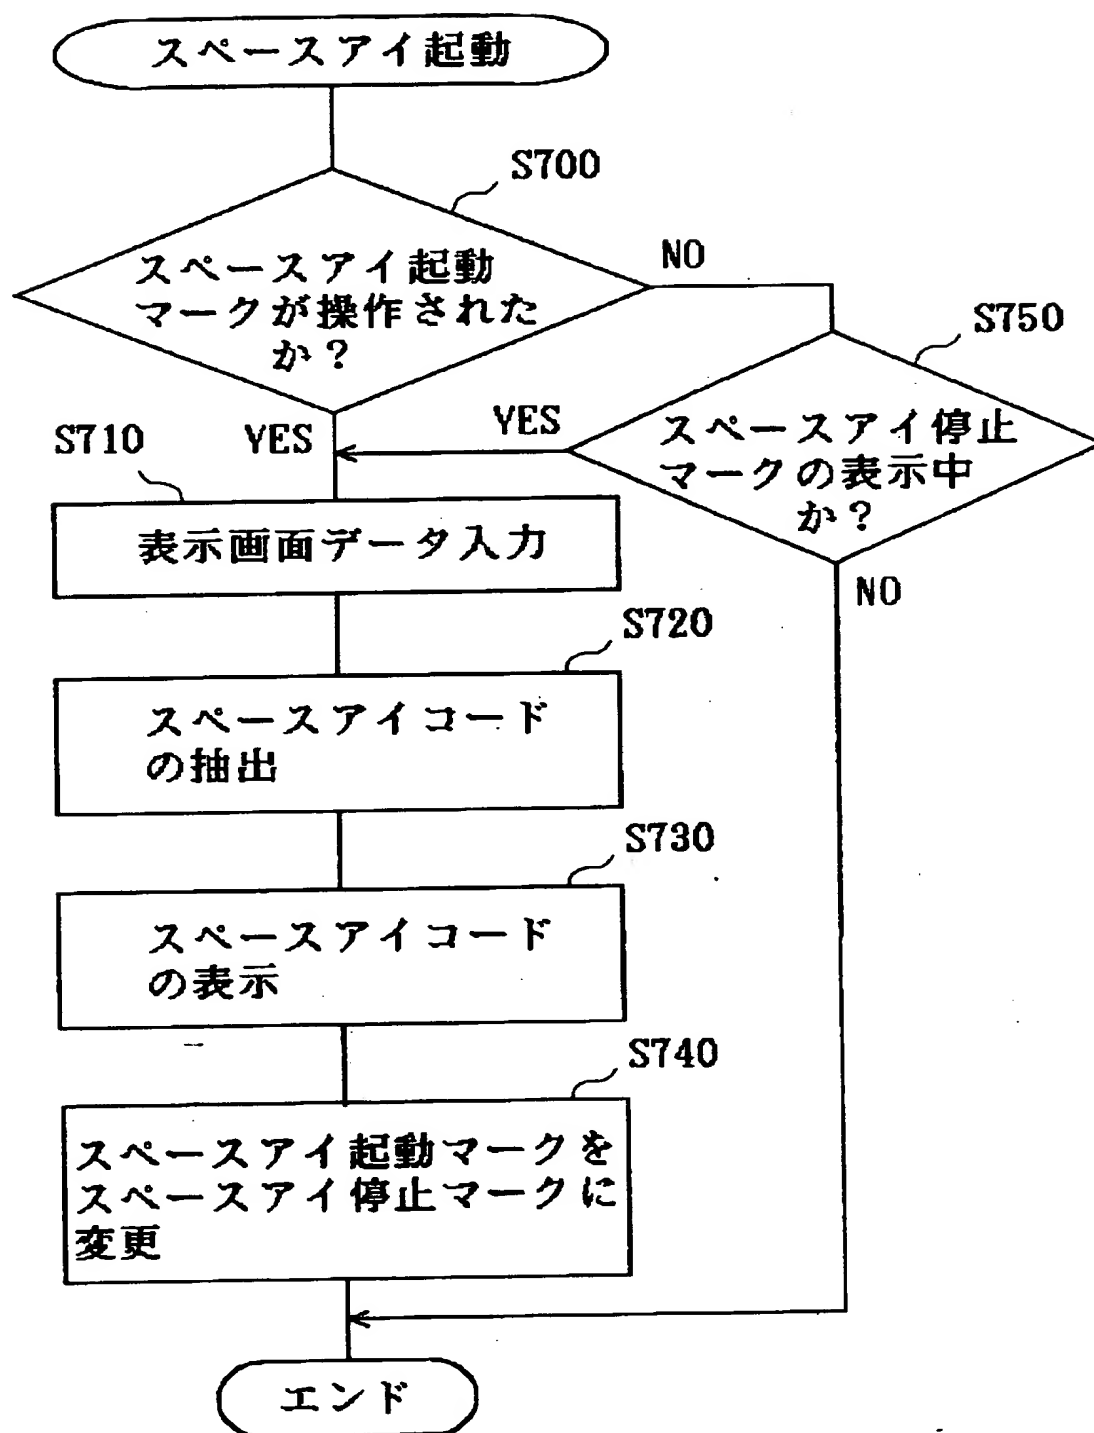 スペースアイ起動
S700
スペースアイ起動
マークが操作された
か？
NO
S750
スペースアイ停止
マークの表示中
か？
YES
YES
NO
S710
表示画面データ入力
S720
スペースアイコード
の抽出
S730
スペースアイコード
の表示
S740
スペースアイ起動マークを
スペースアイ停止マークに
変更
エンド